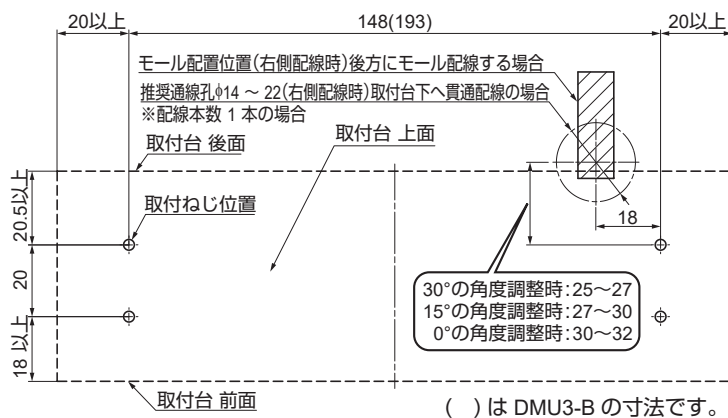 20以上
148(193)
20以上
モール配置位置(右側配線時)後方にモール配線する場合
推奨通線孔φ14 ～ 22(右側配線時)取付台下へ貫通配線の場合
※配線本数 1 本の場合
取付台 後面
取付台 上面
20.5以上
取付ねじ位置
18
20
30°の角度調整時:25～27
15°の角度調整時:27～30
0°の角度調整時:30～32
18 以上
取付台 前面
( )は DMU3-B の寸法です。